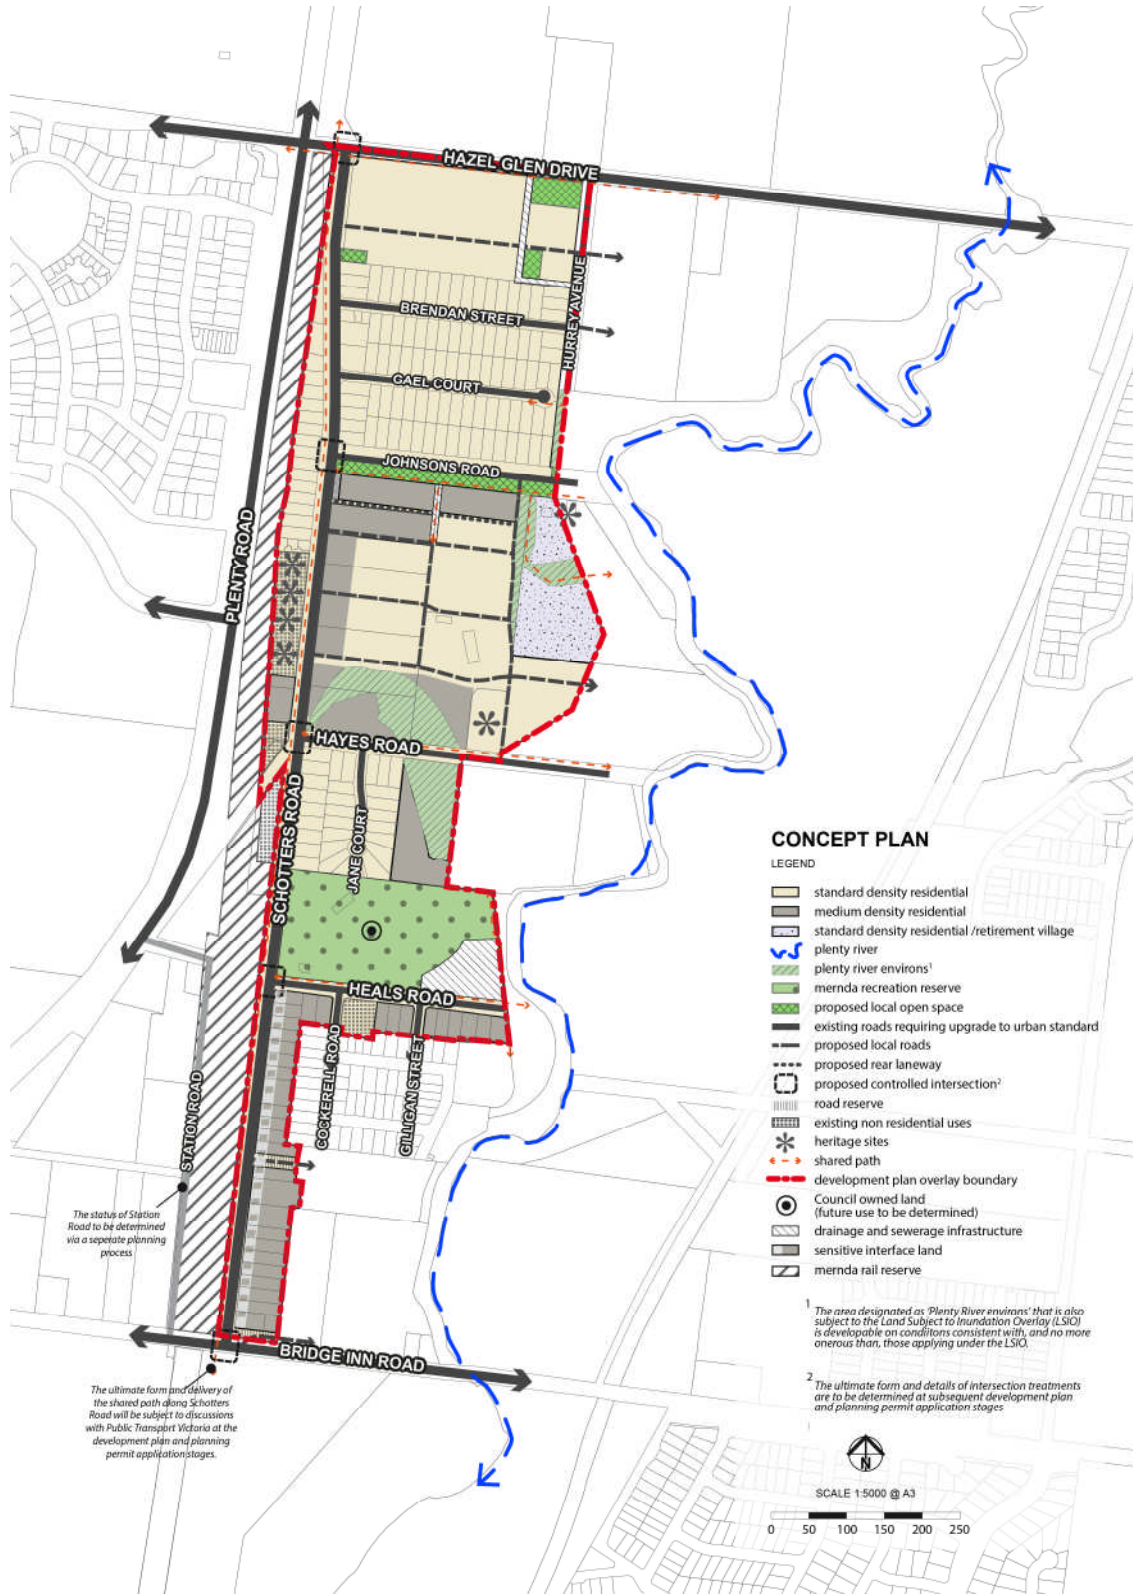 HAZEL GLEN DRIVE
HURREY AVENUE
BRENDAN STREET
GAEL COURT
JOHNSONS ROAD
PLENTY ROAD
HAYES ROAD
SCHOTTERS ROAD
JANE COURT
HEALS ROAD
COCKERELL ROAD
GILLIGAN STREET
STATION ROAD
The status of Station
Road to be determined
via a seperate planning
process
BRIDGE INN ROAD
The ultimate form and delivery of
the shared path along Schotters
Road will be subject to discussions
with Public Transport Victoria at the
development plan and planning
permit application stages.
CONCEPT PLAN
LEGEND
standard density residential
medium density residential
standard density residential /retirement village
plenty river
plenty river environs1
mernda recreation reserve
proposed local open space
existing roads requiring upgrade to urban standard
proposed local roads
proposed rear laneway
proposed controlled intersection2
road reserve
existing non residential uses
heritage sites
shared path
development plan overlay boundary
Council owned land
(future use to be determined)
drainage and sewerage infrastructure
sensitive interface land
mernda rail reserve
1 The area designated as 'Plenty River environs' that is also
subject to the Land Subject to Inundation Overlay (LSIO)
is developable on condiitons consistent with, and no more
onerous than, those applying under the LSIO.
2 The ultimate form and details of intersection treatments
are to be determined at subsequent development plan
and planning permit application stages
N
SCALE 1:5000 @ A3
0 50 100 150 200 250